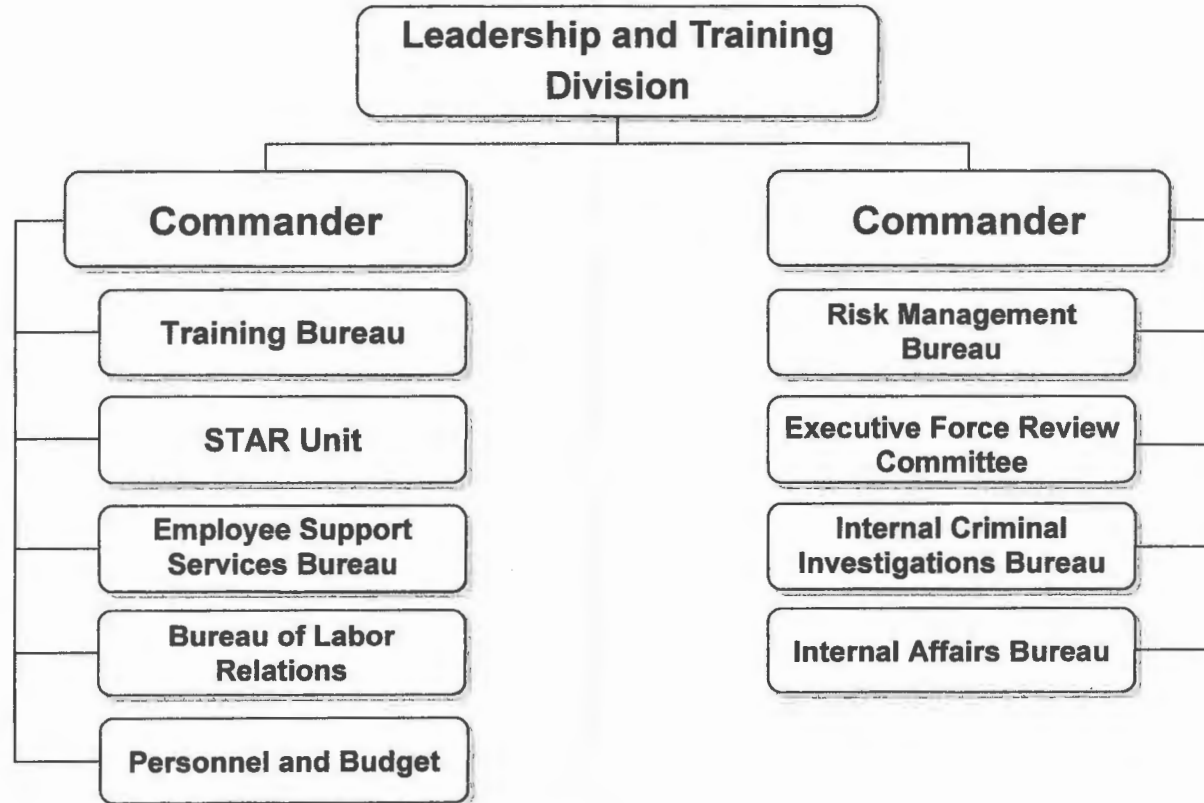 Leadership and Training
Division
Commander
Training Bureau
STAR Unit
Employee Support
Services Bureau
Bureau of Labor
Relations
Personnel and Budget
Commander
Risk Management
Bureau
Executive Force Review
Committee
Internal Criminal
Investigations Bureau
Internal Affairs Bureau